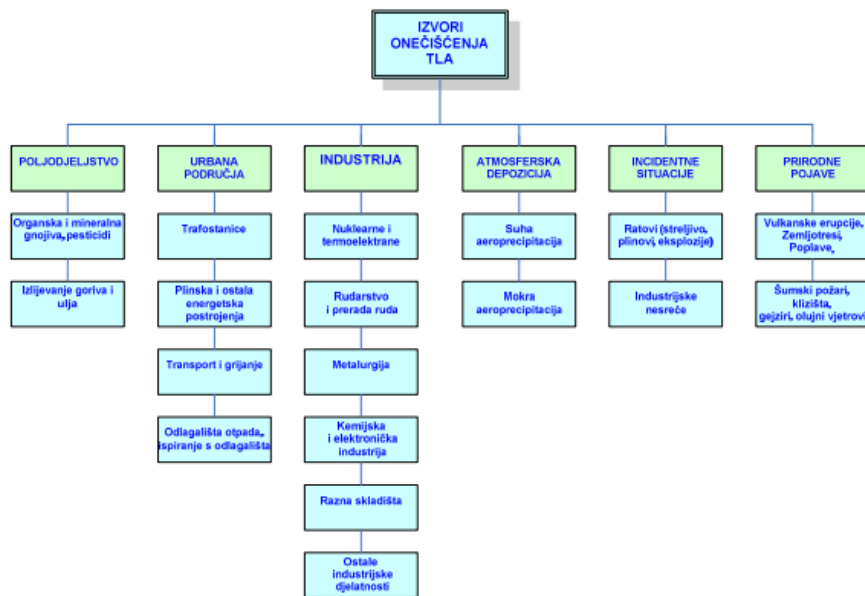 IZVORI
ONEČIŠĆENJA
TLA
POLJODJELSTVO
URBANA
PODRUČJA
INDUSTRIJA
ATMOSFERSKA
DEPOZICIJA
INCIDENTNE
SITUACIJE
PRIRODNE
POJAVE
Organska i mineralna
gnojiva, pesticidi
Izlijevanje goriva i
ulja
Trafostanice
Plinska i ostala
energetska
postrojenja
Transport i grijanje
Odlagališta otpada,
ispiranje s odlagališta
Nuklearne i
termoelektrane
Rudarstvo
i prerada ruda
Metalurgija
Kemijska
i elektronička
industrija
Razna skladišta
Ostale
industrijske
djelatnosti
Suha
aeroprecipitacija
Mokra
aeroprecipitacija
Ratovi (streljivo,
plinovi, eksplozije)
Industrijske
nesreće
Vulkanske erupcije,
Zemljotresi,
Poplave,
Šumski požari,
klizišta,
gejziri, olujni vjetrovi